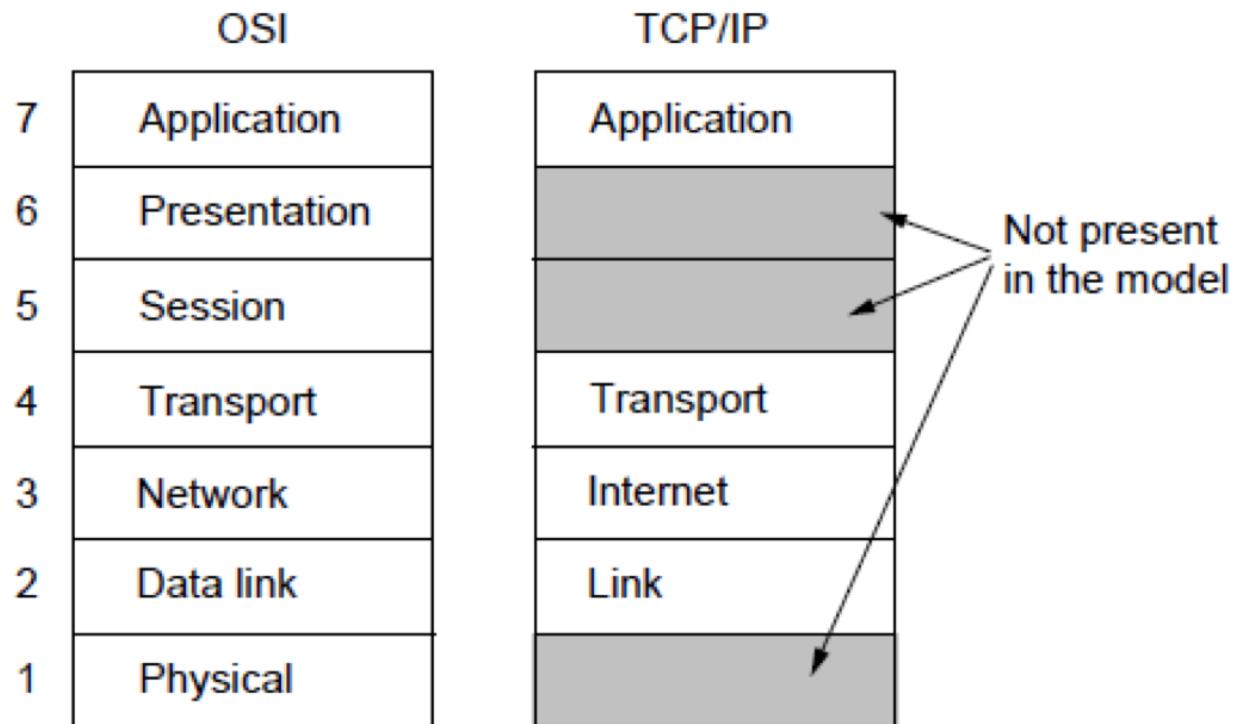 OSI TCP/IP
7 Application Application
6 Presentation
Not present
in the model
5 Session
4 Transport Transport
3 Network Internet
2 Data link Link
1 Physical